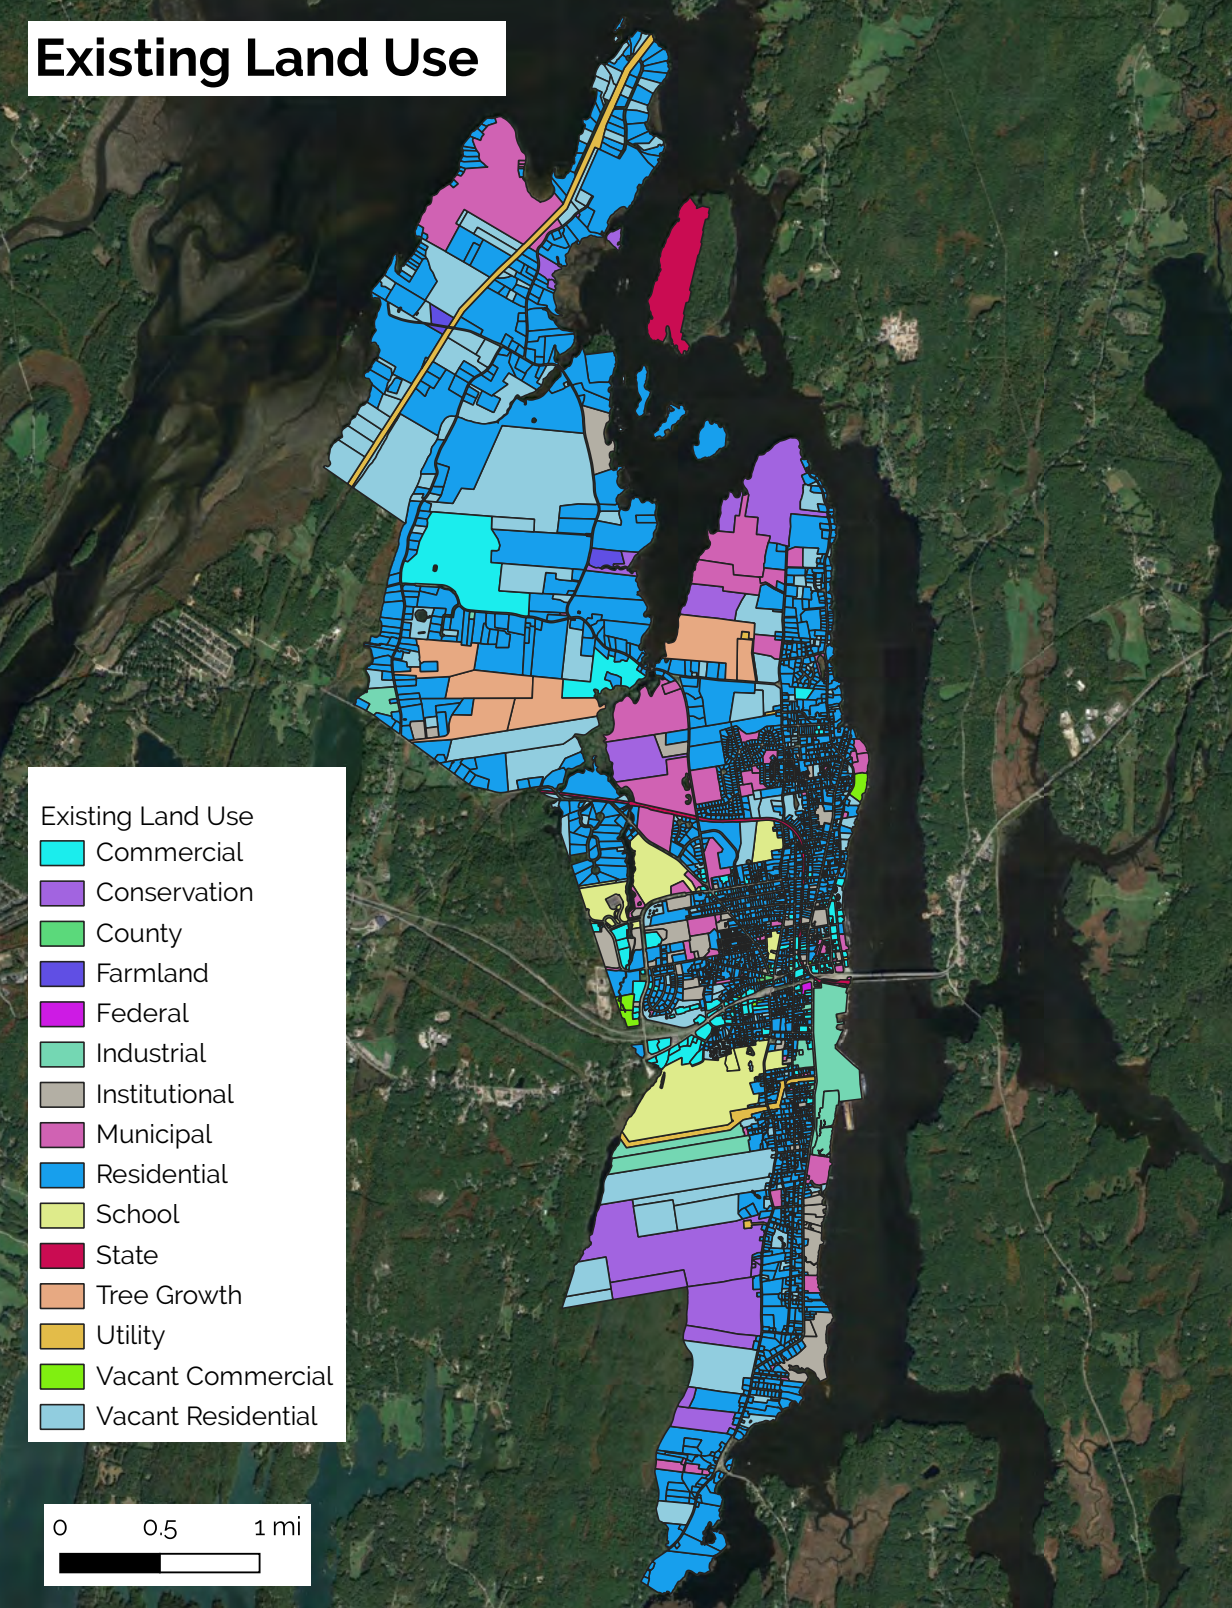 Existing Land Use
Existing Land Use
Commercial
Conservation
County
Farmland
Federal
Industrial
Institutional
Municipal
Residential
School
State
Tree Growth
Utility
Vacant Commercial
Vacant Residential
0 0.5 1 mi